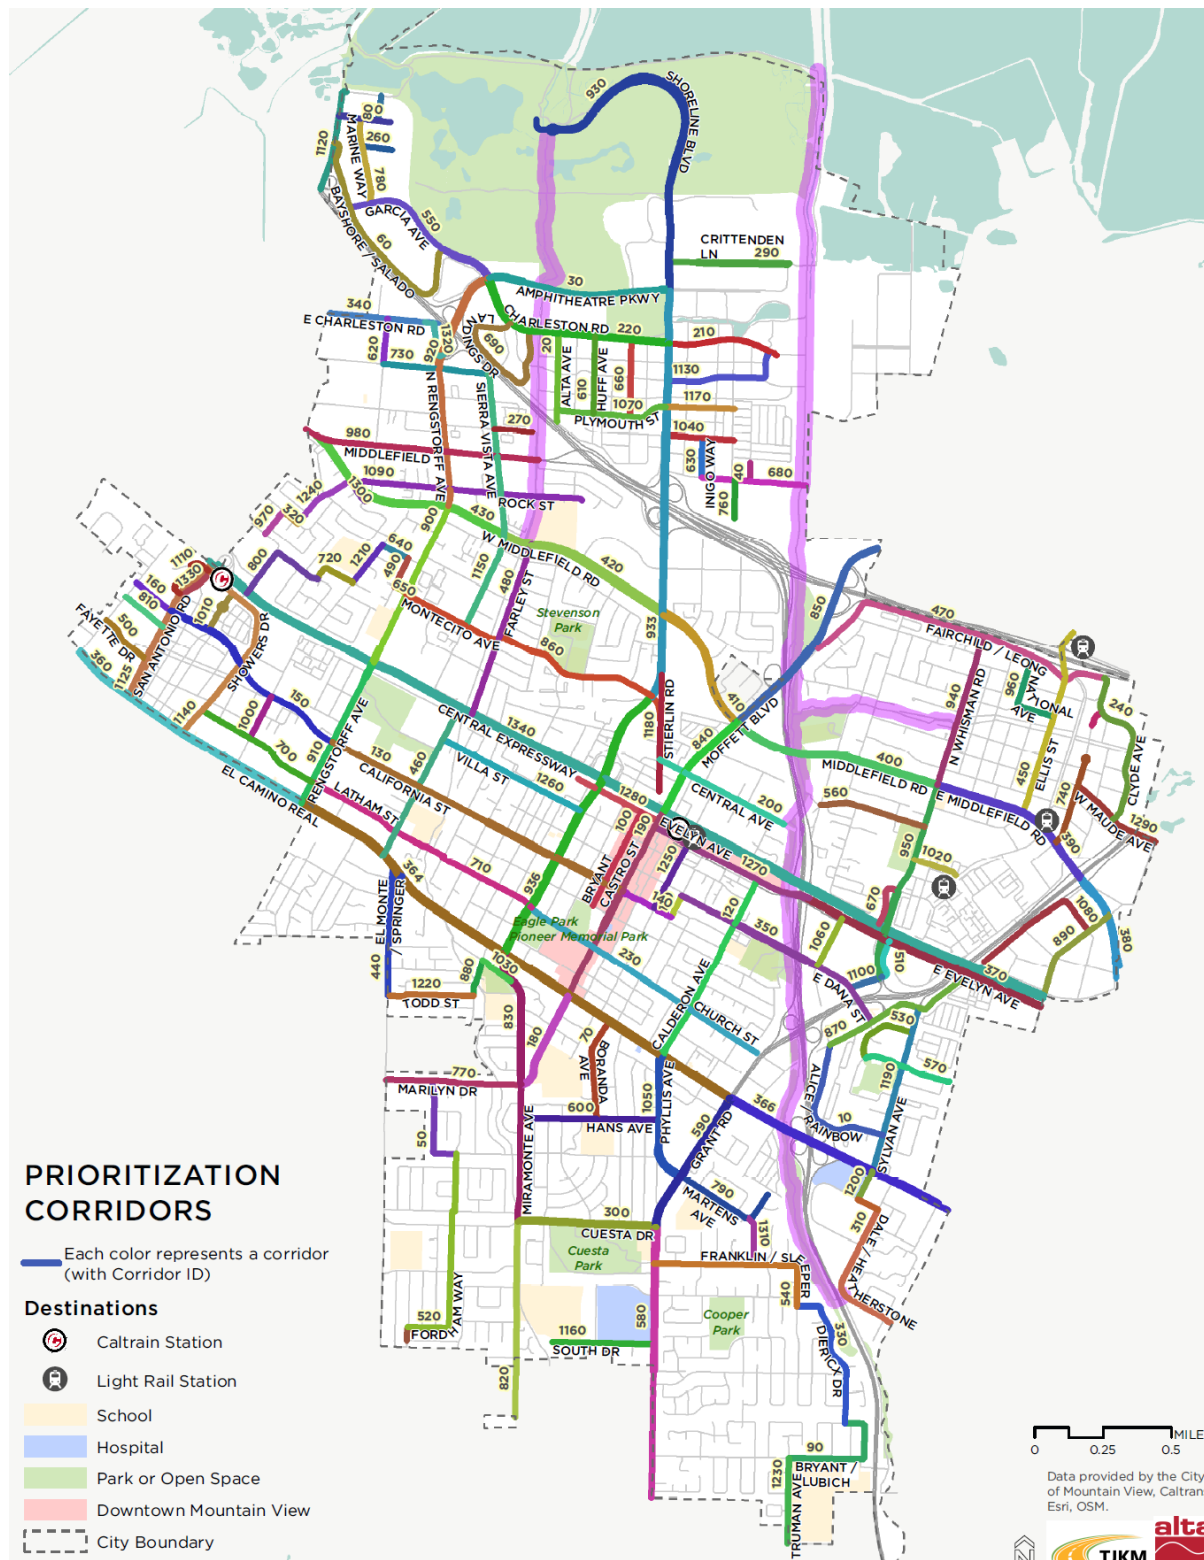 SHORELINE BLVD
930
80
MARINE WAY
260
1120
780
BAYSHORE / SALADO
GARCIA AVE
550
60
CRITTENDEN
LN
290
30
AMPHITHEATRE PKWY
340
E CHARLESTON RD
1320
LANDINGS DR
CHARLESTON RD
220
210
690
20
620
730
920
ALTA AVE
610
HUFF AVE
660
1130
N RENGSTORFF AVE
SIERRA VISTA AVE
1070
PLYMOUTH ST
1170
270
1040
980
MIDDLEFIELD
630
INIGO WAY
40
680
760
1090
ROCK ST
1240
1300
970
320
900
430
W MIDDLEFIELD RD
420
1110
1330
800
720
1210
640
490
650
1150
480
FARLEY ST
MONTECITO AVE
860
Stevenson
Park
933
850
470
FAIRCHILD / LEONG
160
810
1010
SAN ANTONIO RD
SHOWERS DR
FAYETTE DR
500
360
1125
1140
1000
150
700
910
RENGSTORFF AVE
130
CALIFORNIA ST
460
CENTRAL EXPRESSWAY
1340
VILLA ST
1260
1180
STIERLIN RD
410
840
MOFFETT BLVD
940
N WHISMAN RD
960
NATIONAL
AVE
240
CLYDE AVE
450
ELLIS ST
400
MIDDLEFIELD RD
E MIDDLEFIELD RD
740
W MAUDE AVE
1290
390
560
EL CAMINO REAL
LATHAM ST
710
364
1280
CENTRAL AVE
200
100
190
EVELYN AVE
1250
1270
BRYANT
CASTRO ST
140
950
1020
670
936
Eagle Park
Pioneer Memorial Park
120
350
1060
1080
890
380
EL MONTE
/ SPRINGER
440
230
CHURCH ST
CALDERON AVE
E DANA ST
1100
510
370
E EVELYN AVE
1030
880
1220
TODD ST
830
180
70
BORANDA
AVE
870
530
570
1190
770
MARILYN DR
1050
PHYLLIS AVE
366
ALICE / RAINBOW
10
SYLVAN AVE
600
HANS AVE
590
GRANT RD
50
MIRAMONTE AVE
790
MARTENS
AVE
1200
310
DALE / HEATHERSTONE
PRIORITIZATION
CORRIDORS
300
CUESTA DR
1310
Cuesta
Park
FRANKLIN / SLEEPER
540
Each color represents a corridor
(with Corridor ID)
Destinations
Caltrain Station
Light Rail Station
School
Hospital
Park or Open Space
Downtown Mountain View
City Boundary
520
FORDHAM WAY
580
Cooper
Park
330
DIERICX DR
1160
SOUTH DR
820
90
BRYANT /
LUBICH
1230
TRUMAN AVE
MILE
0 0.25 0.5
Data provided by the City
of Mountain View, Caltran
Esri, OSM.
TJKM
alta